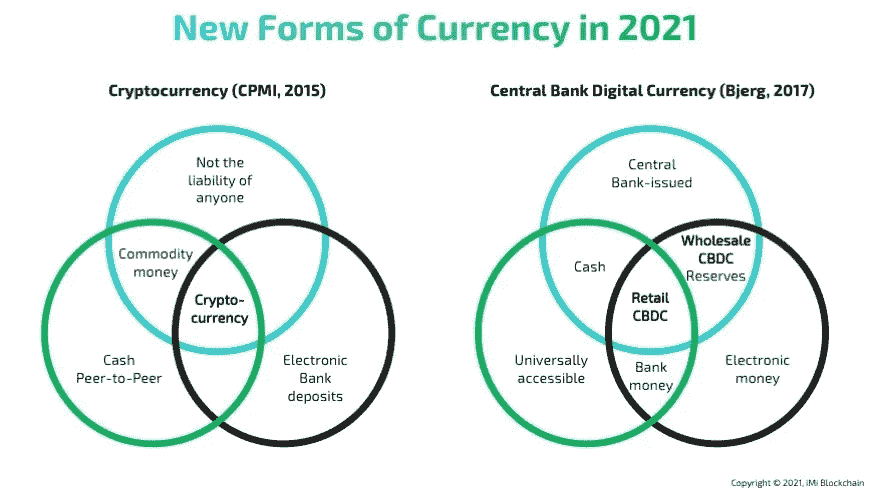 New Forms of Currency in 2021
Cryptocurrency (CPMI, 2015)
Not the
liability of
anyone
Commodity
money
Crypto-
currency
Cash
Peer-to-Peer
Electronic
Bank
deposits
Central Bank Digital Currency (Bjerg, 2017)
Central
Bank-issued
Cash
Wholesale
CBDC
Reserves
Retail
CBDC
Universally
accessible
Bank
money
Electronic
money
Copyright © 2021, iMi Blockchain